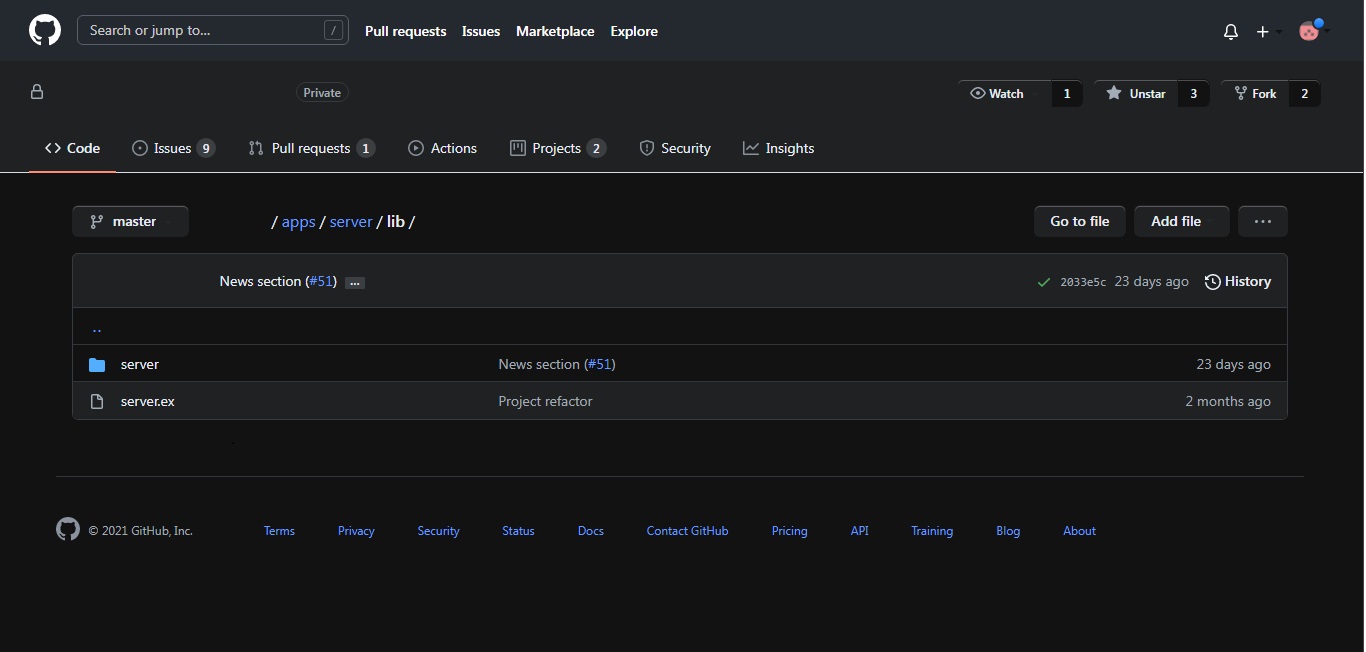 Search or jump to... / Pull requests Issues Marketplace Explore
Private Watch 1 Unstar 3 Fork 2
Code Issues 9 Pull requests 1 Actions Projects 2 Security Insights
master / apps / server / lib / Go to file Add file ...
News section (#51) ... 2033e5c 23 days ago History
..
server News section (#51) 23 days ago
server.ex Project refactor 2 months ago
© 2021 GitHub, Inc. Terms Privacy Security Status Docs Contact GitHub Pricing API Training Blog About